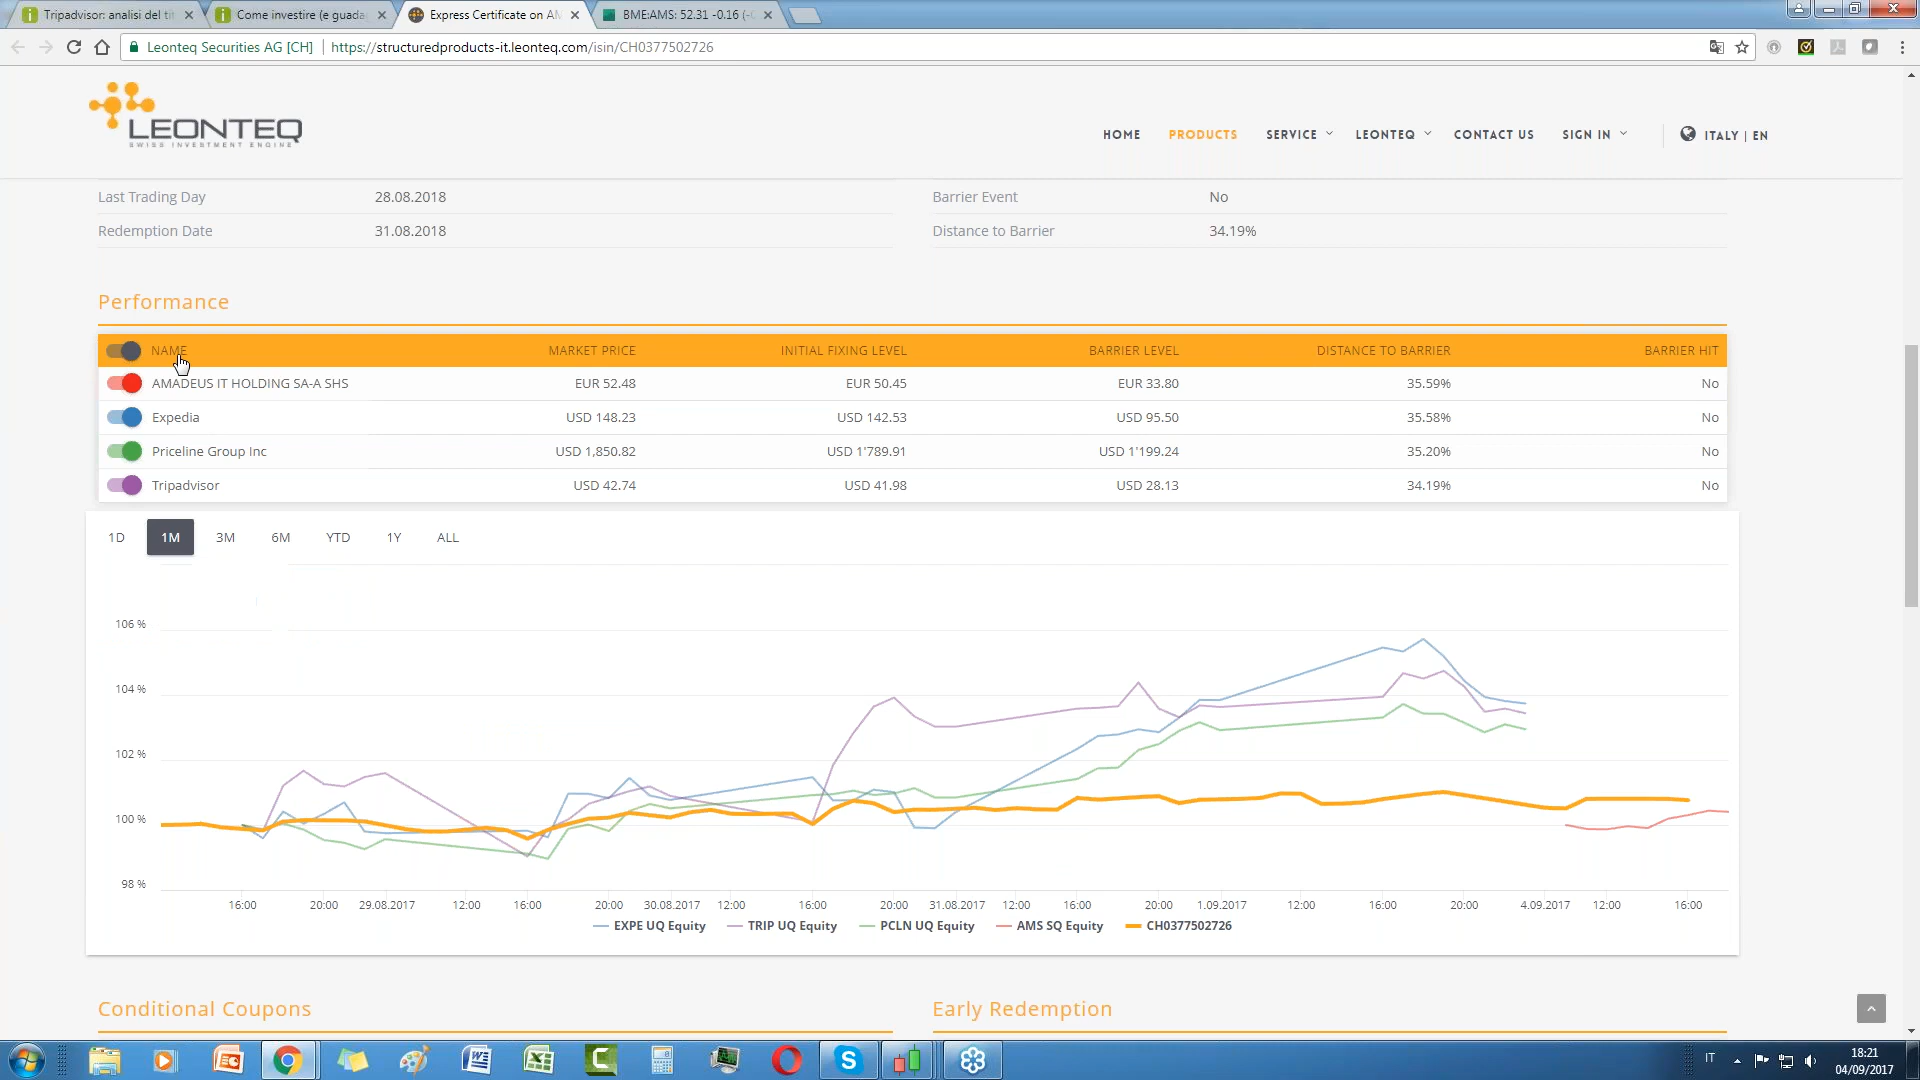 Tripadvisor: analisi del ti
Come investire (e guada
Express Certificate on AM
BME:AMS: 52.31 -0.16 (-
Leonteq Securities AG [CH] | https://structuredproducts-it.leonteq.com/isin/CH0377502726
LEONTEQ
SWISS INVESTMENT ENGINE
HOME PRODUCTS SERVICE LEONTEQ CONTACT US SIGN IN ITALY | EN
Last Trading Day 28.08.2018 Barrier Event No
Redemption Date 31.08.2018 Distance to Barrier 34.19%
Performance
NAME MARKET PRICE INITIAL FIXING LEVEL BARRIER LEVEL DISTANCE TO BARRIER BARRIER HIT
AMADEUS IT HOLDING SA-A SHS EUR 52.48 EUR 50.45 EUR 33.80 35.59% No
Expedia USD 148.23 USD 142.53 USD 95.50 35.58% No
Priceline Group Inc USD 1,850.82 USD 1'789.91 USD 1'199.24 35.20% No
Tripadvisor USD 42.74 USD 41.98 USD 28.13 34.19% No
1D 1M 3M 6M YTD 1Y ALL
106 %
104 %
102 %
100 %
98 %
16:00 20:00 29.08.2017 12:00 16:00 20:00 30.08.2017 12:00 16:00 20:00 31.08.2017 12:00 16:00 20:00 1.09.2017 12:00 16:00 20:00 4.09.2017 12:00 16:00
EXPE UQ Equity TRIP UQ Equity PCLN UQ Equity AMS SQ Equity CH0377502726
Conditional Coupons Early Redemption
IT
18:21
04/09/2017